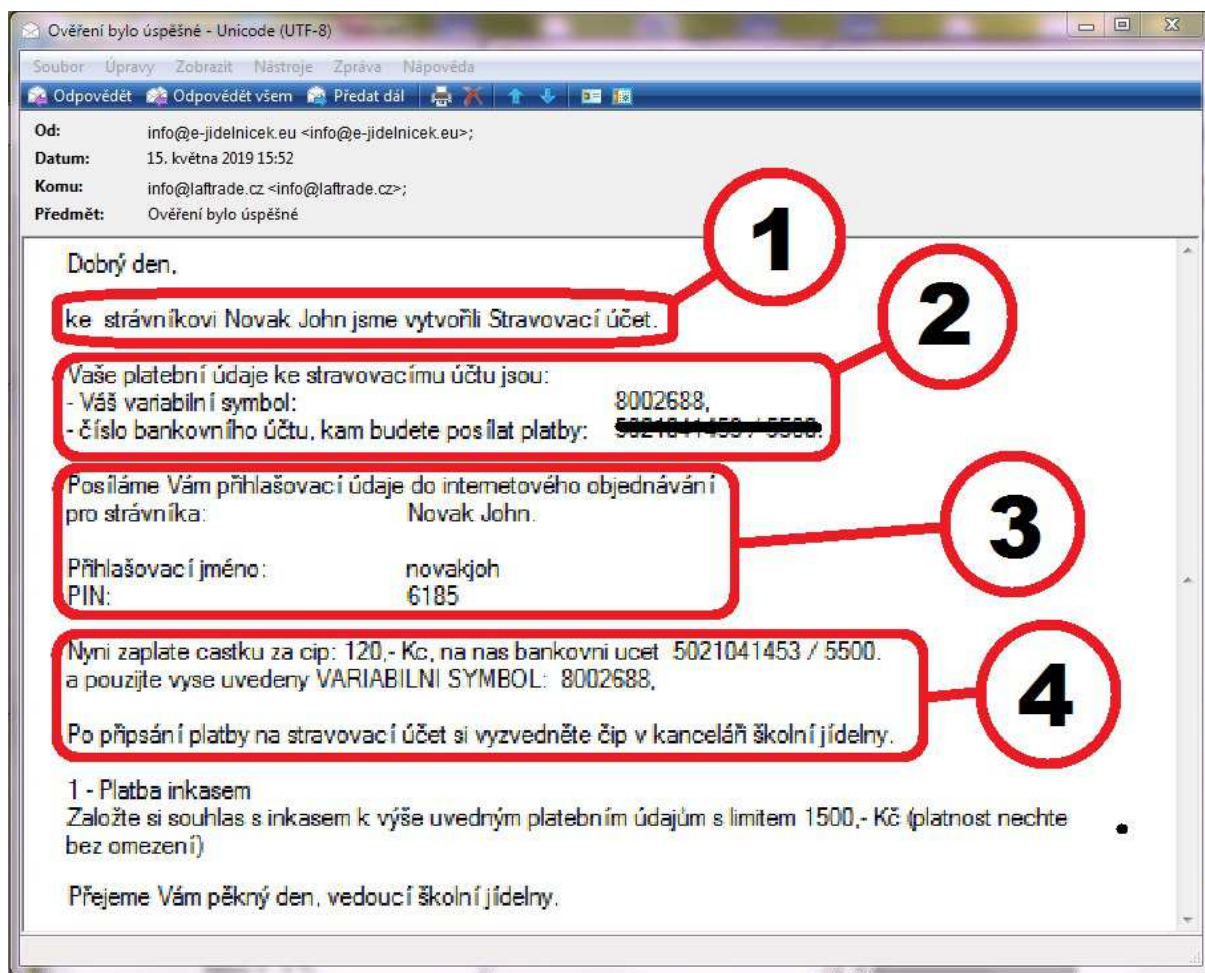 Ověření bylo úspěšné - Unicode (UTF-8)
Soubor Úpravy Zobrazit Nástroje Zpráva Nápověda
Odpovědět Odpovědět všem Předat dál
Od: info@e-jidelnicek.eu <info@e-jidelnicek.eu>;
Datum: 15. května 2019 15:52
Komu: info@laftrade.cz <info@laftrade.cz>;
Předmět: Ověření bylo úspěšné
1
Dobrý den,
ke strávníkovi Novak John jsme vytvořili Stravovací účet.
2
Vaše platební údaje ke stravovacímu účtu jsou:
- Váš variabilní symbol: 8002688,
- číslo bankovního účtu, kam budete posílat platby:
Posíláme Vám přihlašovací údaje do internetového objednávání
pro strávníka: Novak John.
3
Přihlašovací jméno: novakjoh
PIN: 6185
Nyni zaplate castku za cip: 120,- Kc, na nas bankovni ucet 5021041453 / 5500.
a pouzijte vyse uvedeny VARIABILNI SYMBOL: 8002688,
4
Po připsání platby na stravovací účet si vyzvedněte čip v kanceláři školní jídelny.
1 - Platba inkasem
Založte si souhlas s inkasem k výše uvedným platebním údajům s limitem 1500,- Kč (platnost nechte
bez omezení)
Přejeme Vám pěkný den, vedoucí školní jídelny.